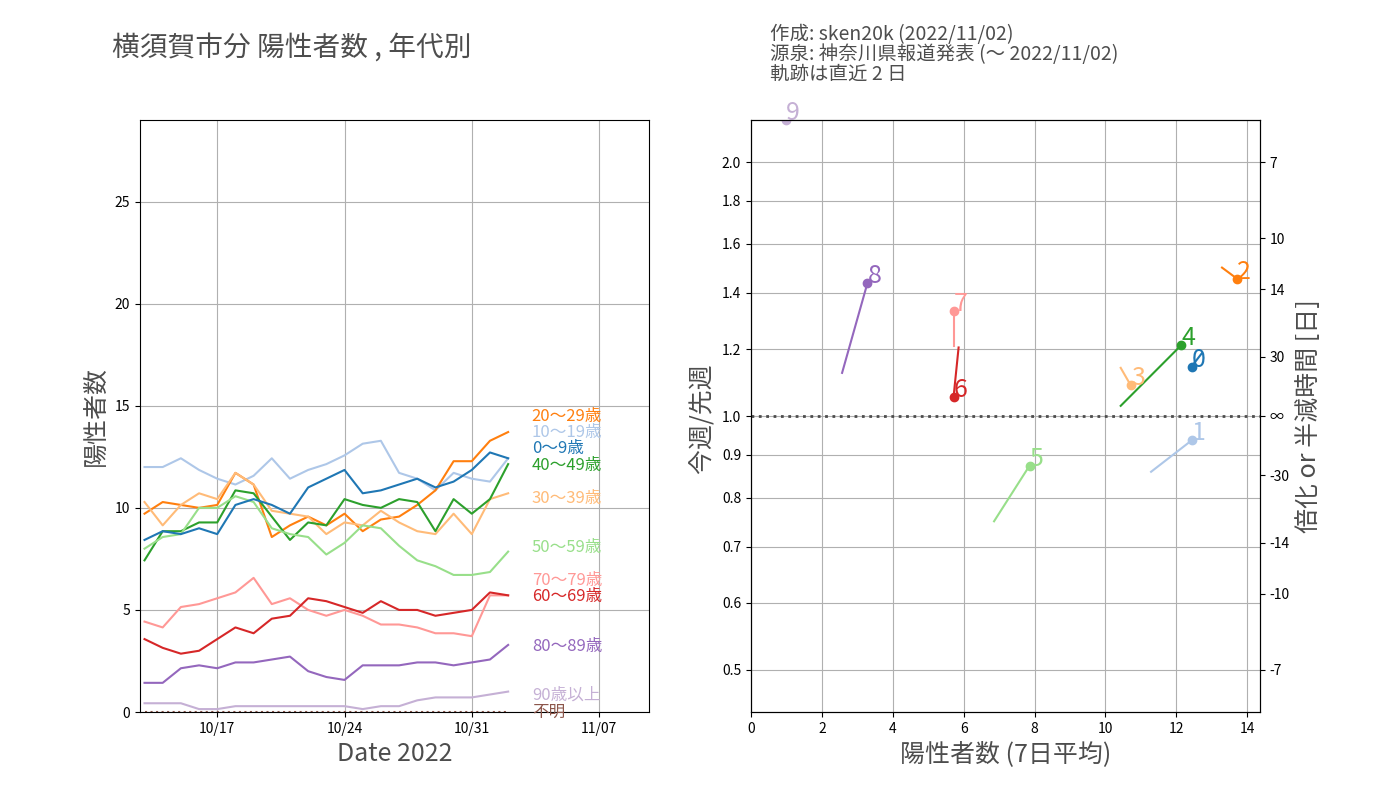 横須賀市分 陽性者数 , 年代別
作成: sken20k (2022/11/02)
源泉: 神奈川県報道発表 (〜 2022/11/02)
軌跡は直近 2 日
陽性者数
25
20
15
10
5
0
10/17
10/24
10/31
11/07
Date 2022
20〜29歳
10〜19歳
0〜9歳
40〜49歳
30〜39歳
50〜59歳
70〜79歳
60〜69歳
80〜89歳
90歳以上
不明
今週/先週
2.0
1.8
1.6
1.4
1.2
1.0
0.9
0.8
0.7
0.6
0.5
9
8
7
6
5
4
3
2
1
0
0
2
4
6
8
10
12
14
陽性者数 (7日平均)
7
10
14
30
∞
-30
-14
-10
-7
倍化 or 半減時間 [日]